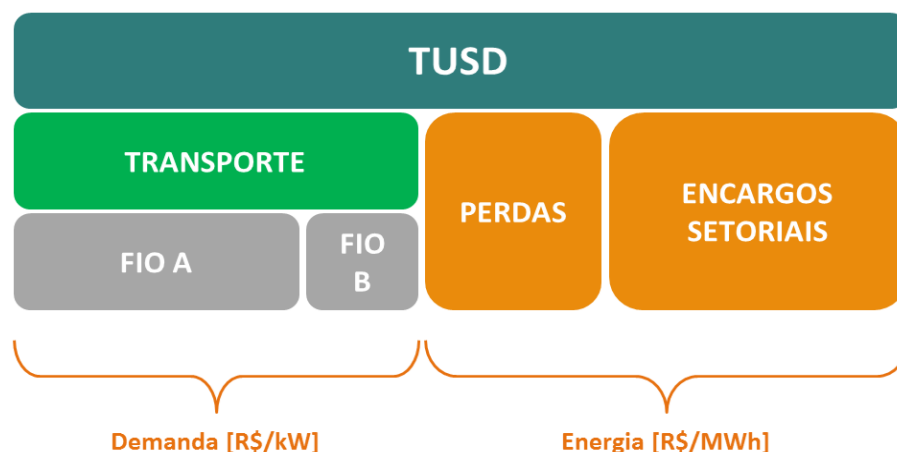 TUSD
TRANSPORTE
FIO A
FIO
B
PERDAS
ENCARGOS
SETORIAIS
Demanda [R$/kW]
Energia [R$/MWh]